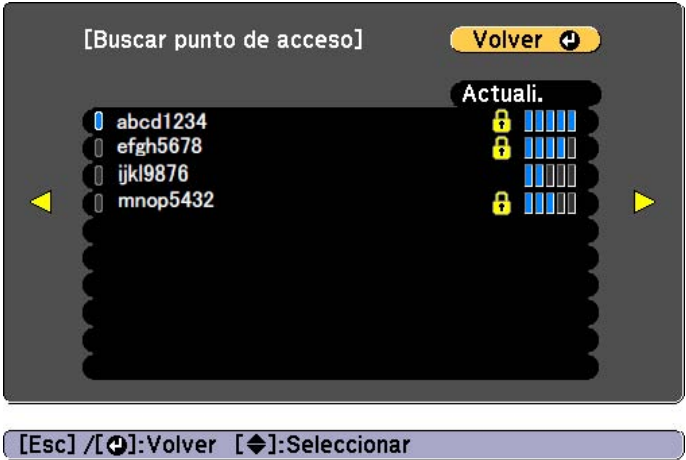 [Buscar punto de acceso]
Volver
Actuali.
abcd1234
efgh5678
ijkl9876
mnop5432
[Esc] /[⏎]:Volver [◆]:Seleccionar